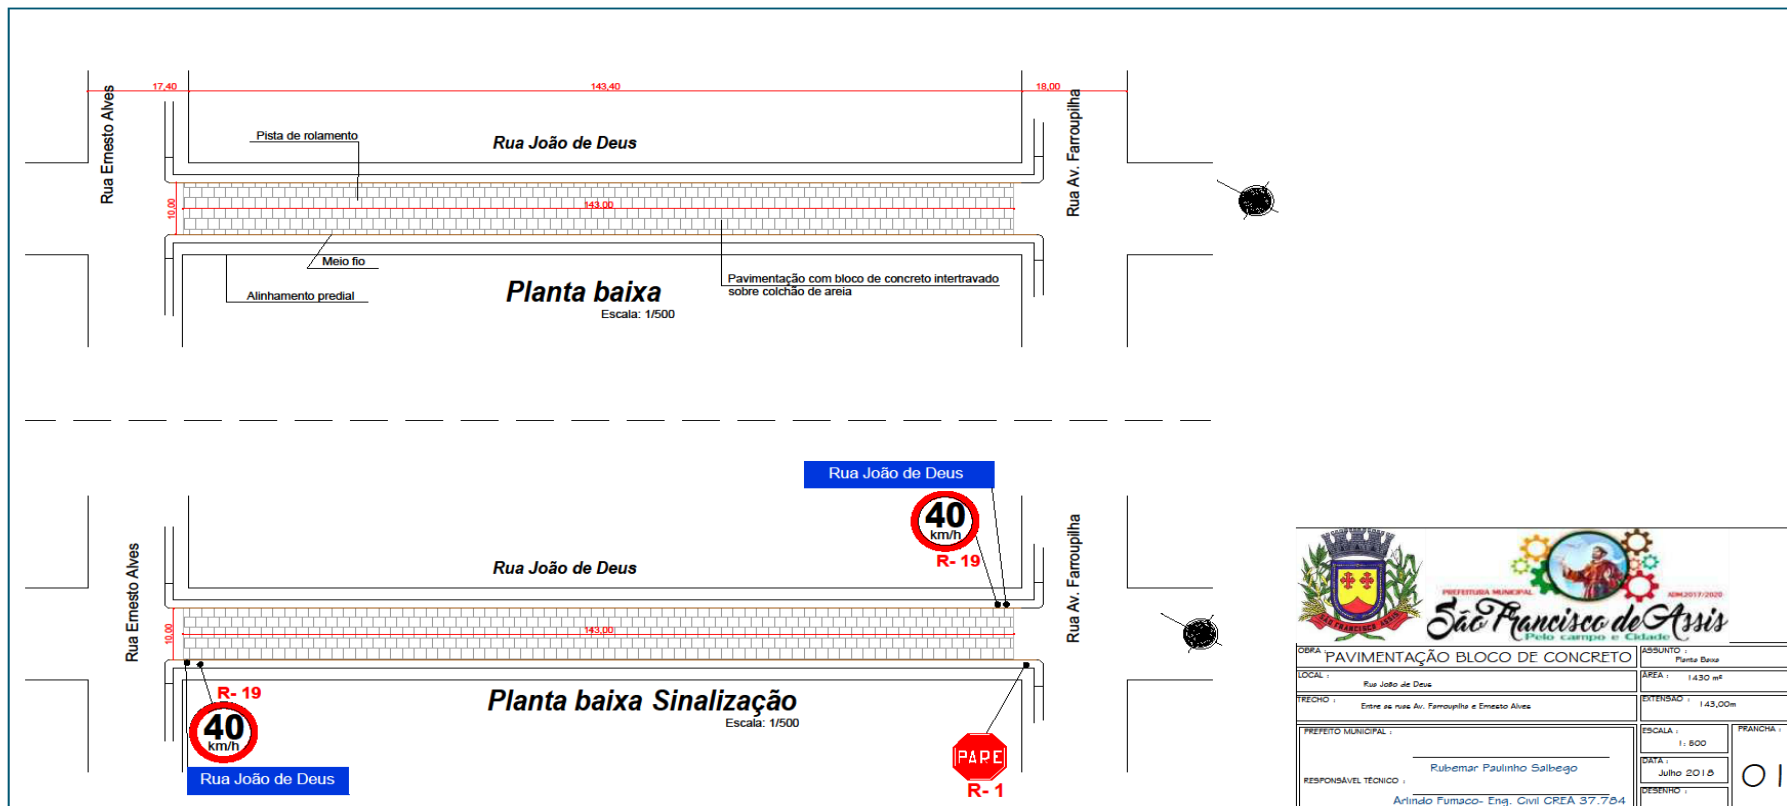 17,40
143,40
18,00
Rua Ernesto Alves
Pista de rolamento
Rua João de Deus
Rua Av. Farroupilha
10,00
143,00
Meio fio
Alinhamento predial
Planta baixa
Escala: 1/500
Pavimentação com bloco de concreto intertravado
sobre colchão de areia
Rua João de Deus
40
km/h
R- 19
Rua João de Deus
Rua Ernesto Alves
Rua Av. Farroupilha
10,00
143,00
R- 19
40
km/h
Rua João de Deus
Planta baixa Sinalização
Escala: 1/500
PARE
R- 1
SÃO FRANCISCO ASSIS
PREFEITURA MUNICIPAL
ADM2017/2020
São Francisco de Assis
Pelo campo e Cidade
OBRA :
PAVIMENTAÇÃO BLOCO DE CONCRETO
ASSUNTO :
Planta Baixa
LOCAL :
Rua João de Deus
ÁREA :
1430 m²
TRECHO :
Entre as ruas Av. Farroupilha e Ernesto Alves
EXTENSÃO :
143,00m
PREFEITO MUNICIPAL :
Rubemar Paulinho Salbego
RESPONSÁVEL TÉCNICO :
Arlindo Fumaco- Eng. Civil CREA 37.784
ESCALA :
1: 500
DATA :
Julho 2018
DESENHO :
PRANCHA :
01